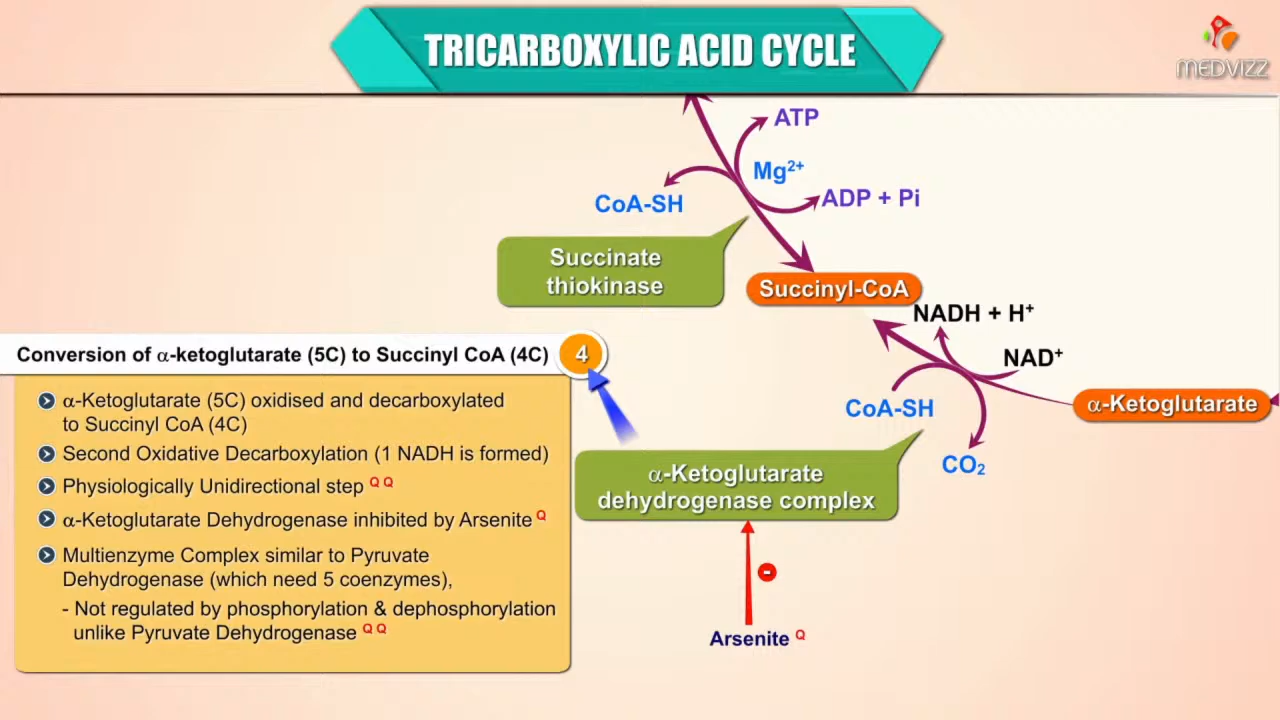 TRICARBOXYLIC ACID CYCLE
MEDVIZZ
ATP
Mg²⁺
CoA-SH
ADP + Pi
Succinate
thiokinase
Succinyl-CoA
NADH + H⁺
NAD⁺
α-Ketoglutarate
CoA-SH
CO₂
α-Ketoglutarate
dehydrogenase complex
-
Arsenite Q
Conversion of α-ketoglutarate (5C) to Succinyl CoA (4C)
4
α-Ketoglutarate (5C) oxidised and decarboxylated
to Succinyl CoA (4C)
Second Oxidative Decarboxylation (1 NADH is formed)
Physiologically Unidirectional step Q Q
α-Ketoglutarate Dehydrogenase inhibited by Arsenite Q
Multienzyme Complex similar to Pyruvate
Dehydrogenase (which need 5 coenzymes),
- Not regulated by phosphorylation & dephosphorylation
unlike Pyruvate Dehydrogenase Q Q